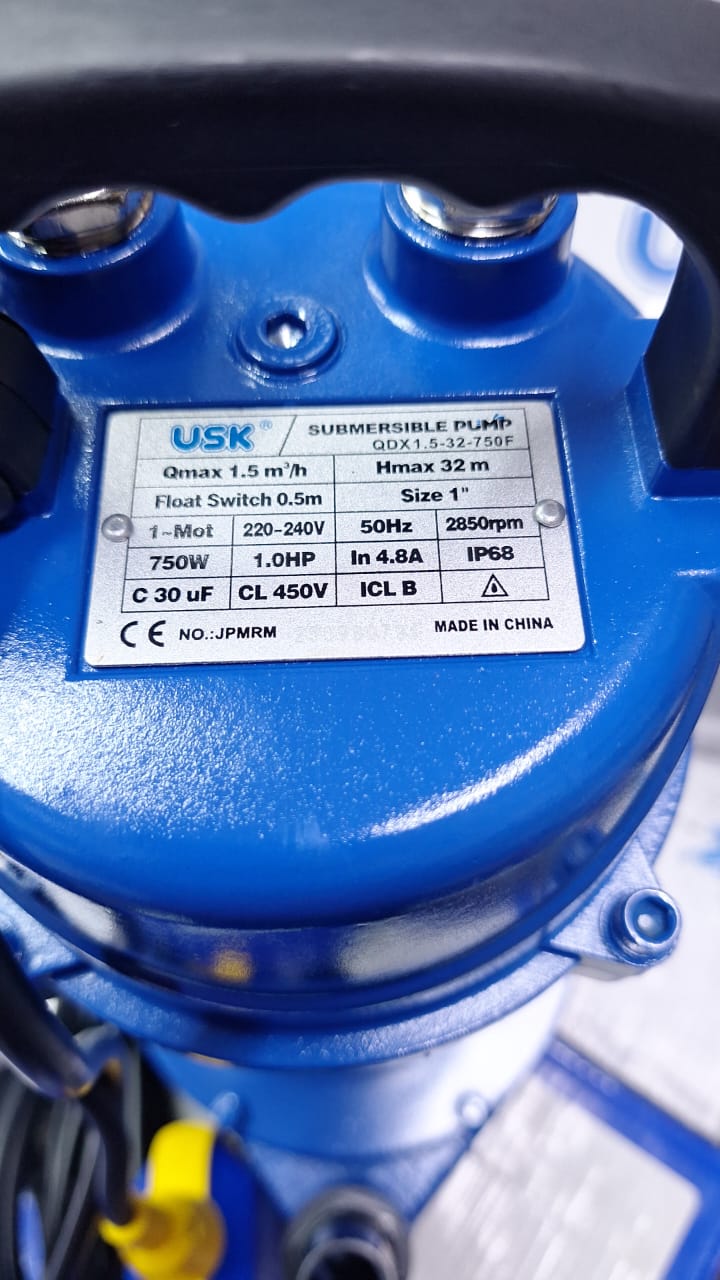 USK® SUBMERSIBLE PUMP
QDX1.5-32-750F
Qmax 1.5 m³/h Hmax 32 m
Float Switch 0.5m Size 1"
1~Mot 220-240V 50Hz 2850rpm
750W 1.0HP In 4.8A IP68
C 30 uF CL 450V ICL B
CE NO.:JPMRM MADE IN CHINA